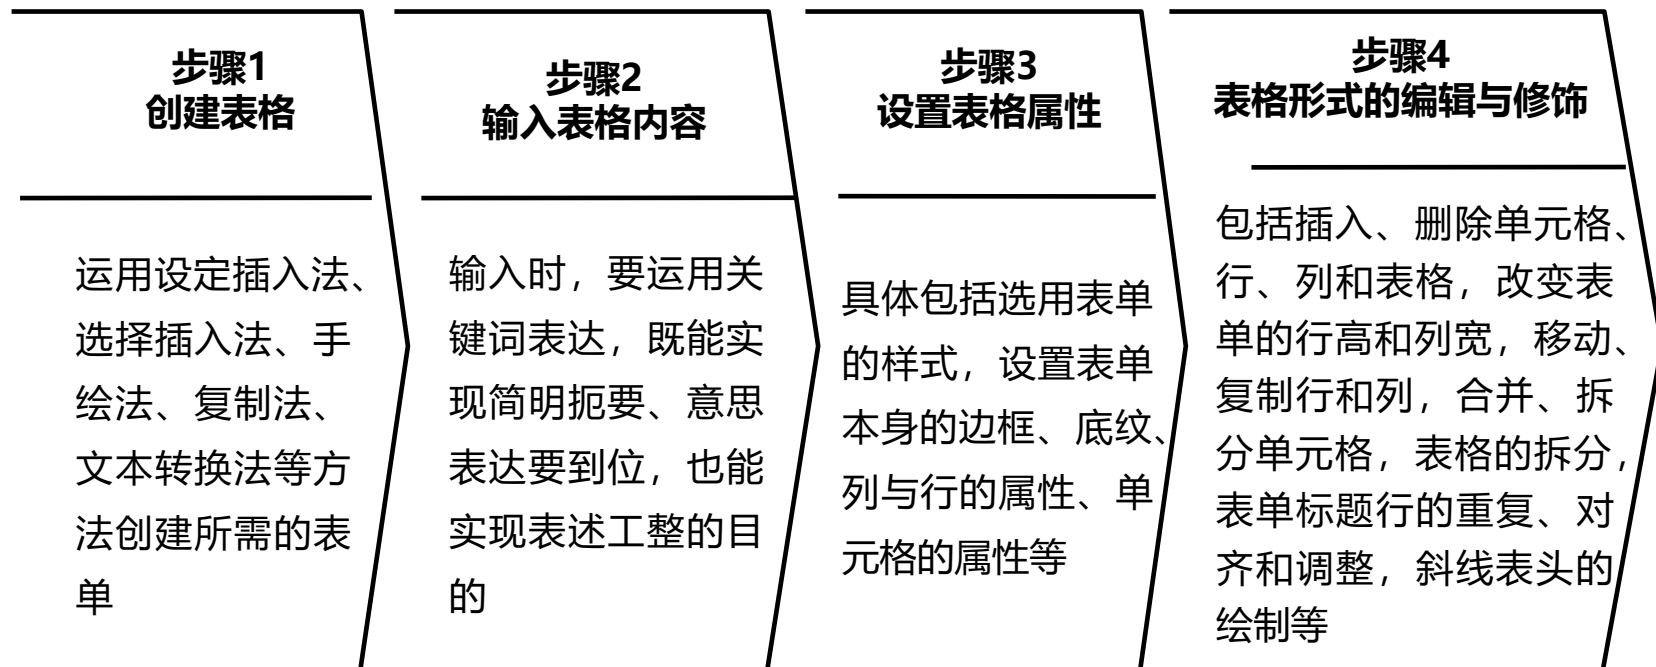 步骤1
创建表格
运用设定插入法、
选择插入法、手
绘法、复制法、
文本转换法等方
法创建所需的表
单
步骤2
输入表格内容
输入时，要运用关
键词表达，既能实
现简明扼要、意思
表达要到位，也能
实现表述工整的目
的
步骤3
设置表格属性
具体包括选用表单
的样式，设置表单
本身的边框、底纹、
列与行的属性、单
元格的属性等
步骤4
表格形式的编辑与修饰
包括插入、删除单元格、
行、列和表格，改变表
单的行高和列宽，移动、
复制行和列，合并、拆
分单元格，表格的拆分，
表单标题行的重复、对
齐和调整，斜线表头的
绘制等